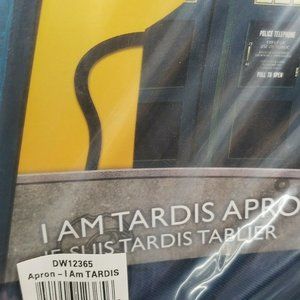 POLICE TELEPHONE
PULL TO OPEN
I AM TARDIS APRO
JE SUIS TARDIS TABLIER
DW12365
Apron – I Am TARDIS